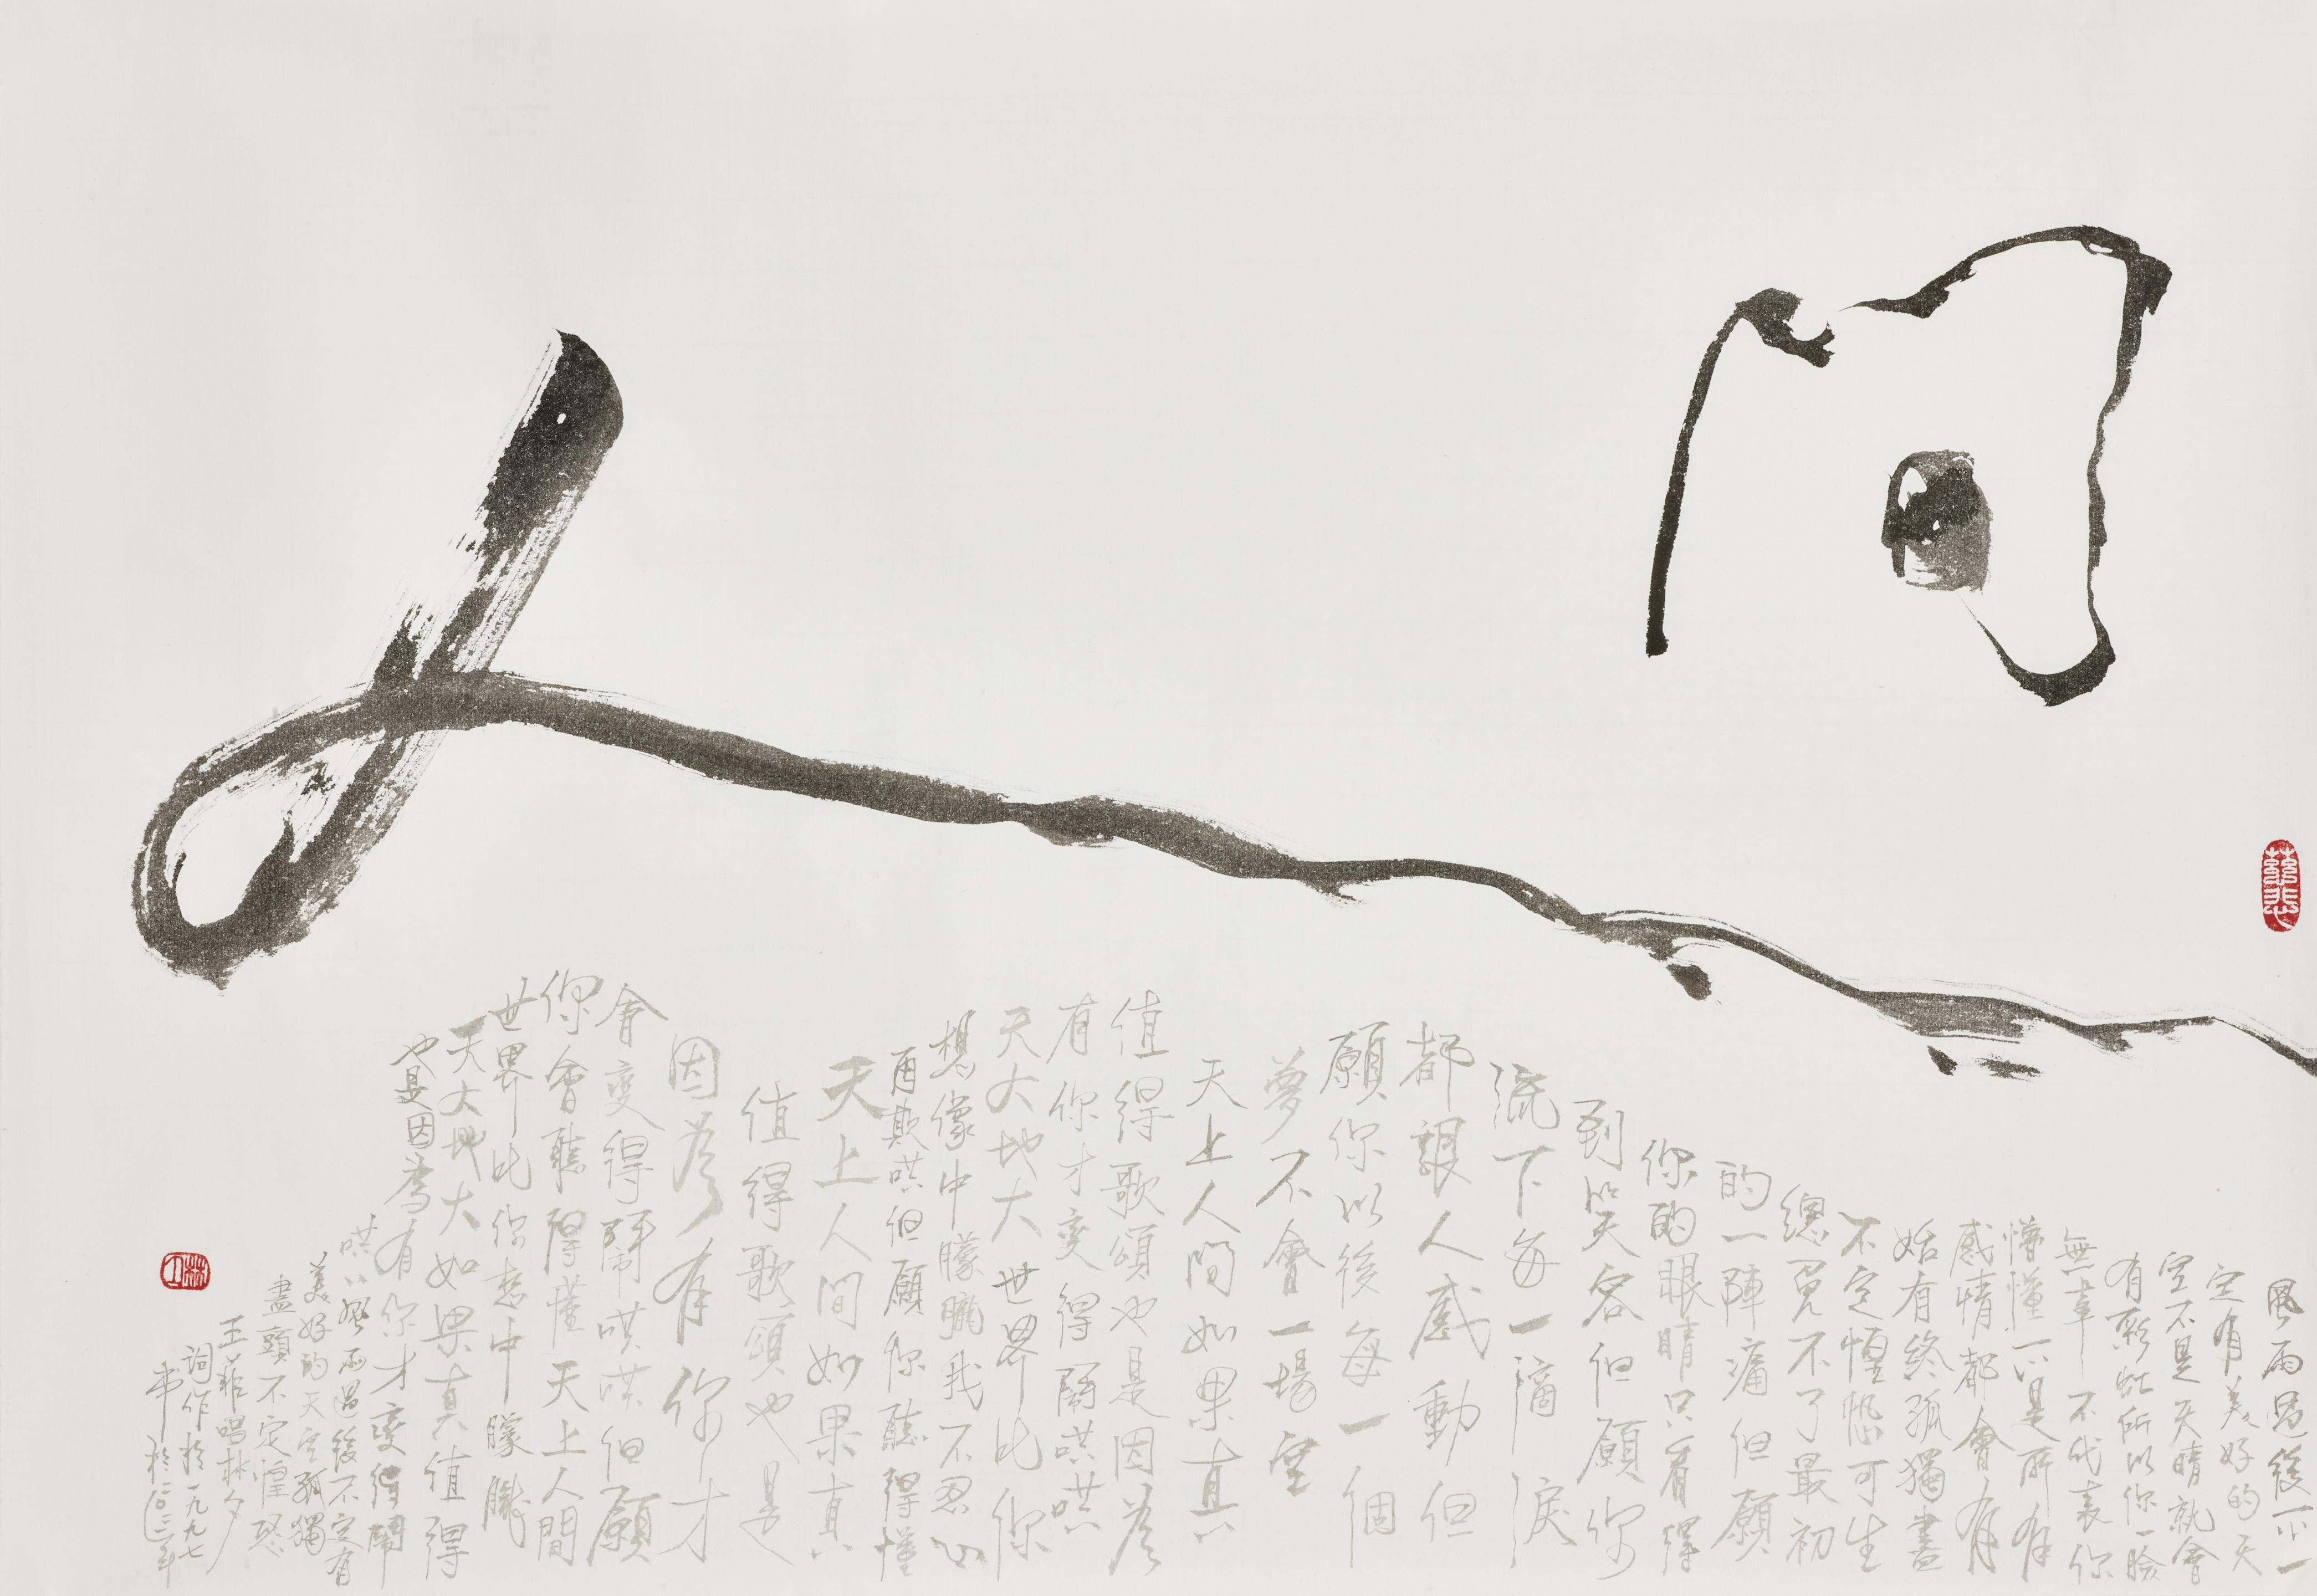 人间
慈悲
風雨過後不一
定有美好的天
空不是天晴就會
有彩虹所以你一臉
無辜不代表你
懵懂不是所有
感情都會有
始有終孤獨盡
不定惶恐可生
總免不了最初
的一陣痛但願
你的眼睛只看得
到笑容但願你
流下每一滴淚
都讓人感動但
願你以後每一個
夢不會一場空
天上人間如果真
值得歌頌也是因為
有你才變得鬧哄哄
天大地大世界比你
想像中朦朧我不忍心
再欺哄但願你聽得懂
天上人間如果真
值得歌頌也是
因為有你才
會變得鬧哄哄但願
你會聽得懂天上人間
世界比你想中朦朧
天大地大如果真值得
也是因為有你才變得鬧
哄哄風雨過後不定有
美好的天空孤獨
盡頭不定惶恐
王菲唱林夕
詞作於一九九七
書於二〇年